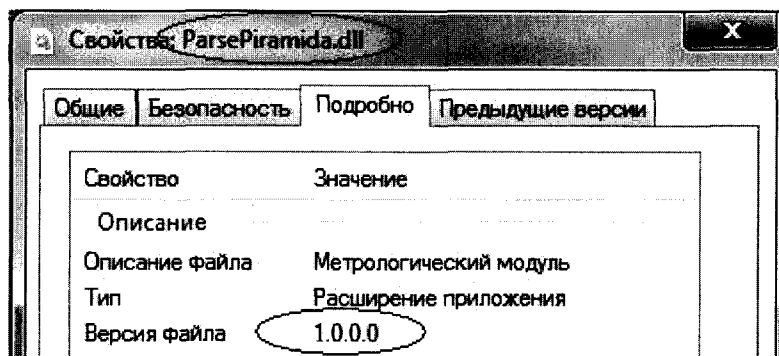 Свойства: ParsePiramida.dll
x
Общие Безопасность Подробно Предыдущие версии
Свойство Значение
Описание
Описание файла Метрологический модуль
Тип Расширение приложения
Версия файла 1.0.0.0